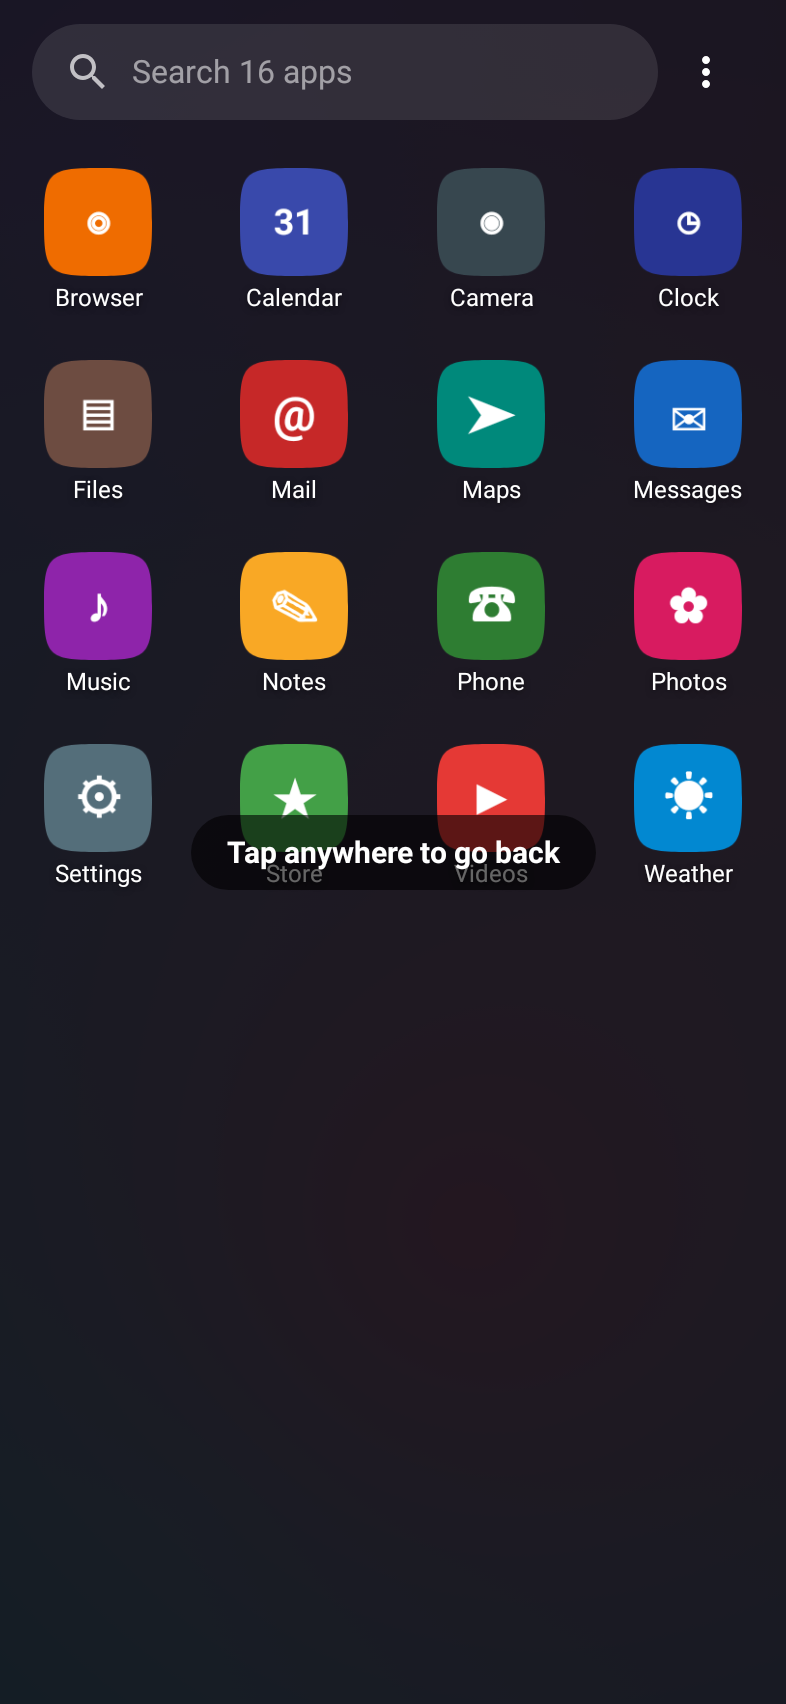 Search 16 apps
31
Browser Calendar Camera Clock
@
Files Mail Maps Messages
Music Notes Phone Photos
Tap anywhere to go back
Settings Store Videos Weather